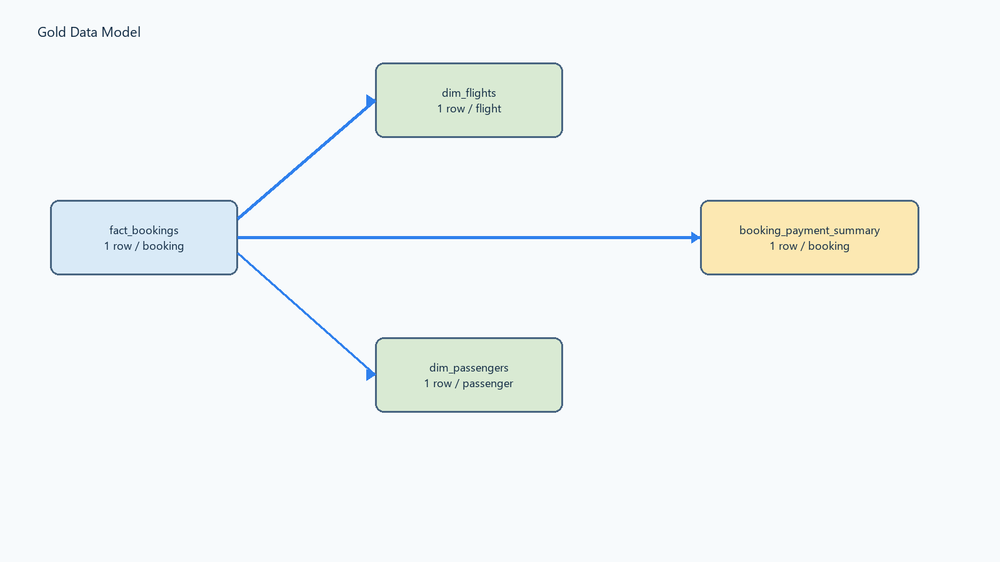 Gold Data Model
dim_flights
1 row / flight
fact_bookings
1 row / booking
booking_payment_summary
1 row / booking
dim_passengers
1 row / passenger